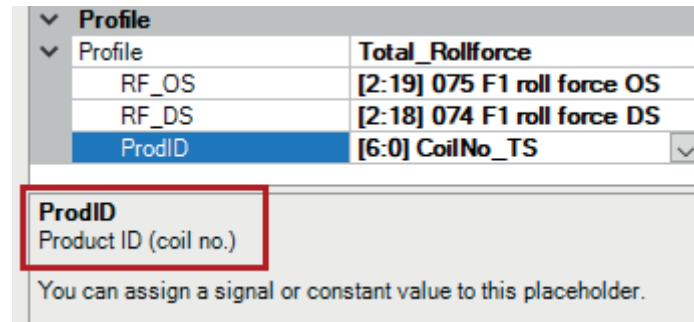 Profile
Profile Total_Rollforce
RF_OS [2:19] 075 F1 roll force OS
RF_DS [2:18] 074 F1 roll force DS
ProdID [6:0] CoilNo_TS
ProdID
Product ID (coil no.)
You can assign a signal or constant value to this placeholder.